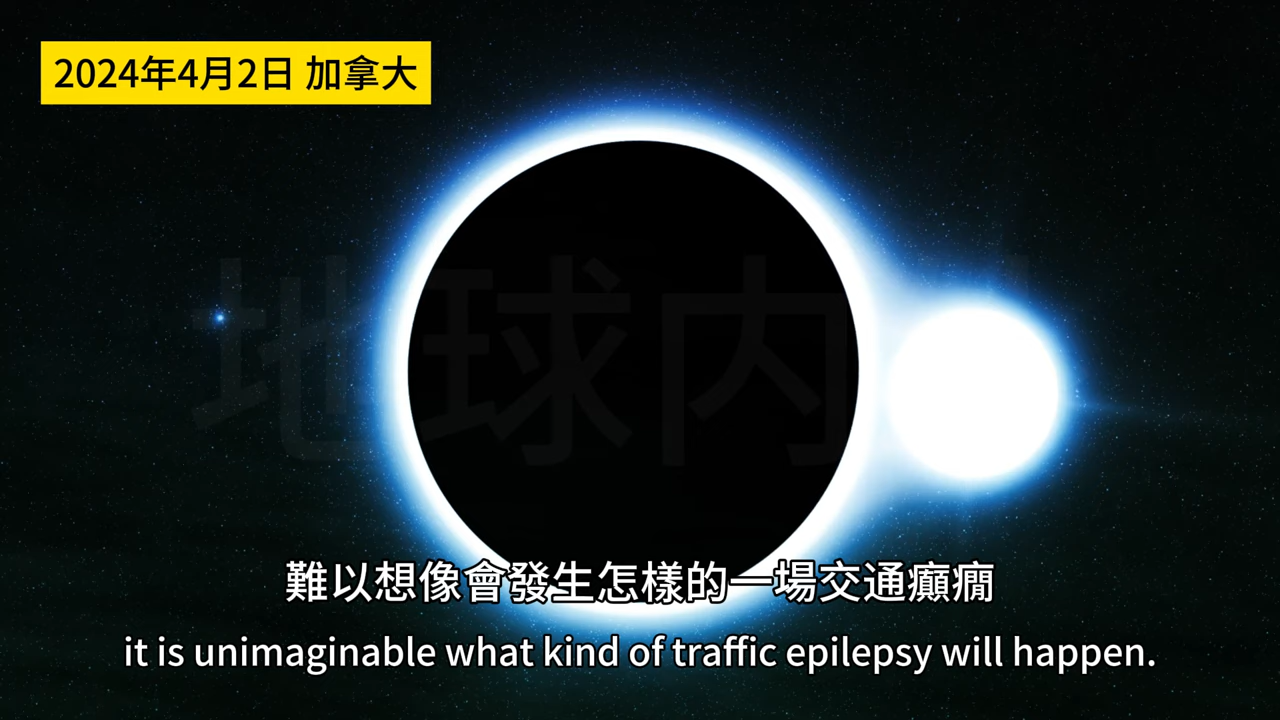 2024年4月2日 加拿大
地球内
難以想像會發生怎樣的一場交通癲癇
it is unimaginable what kind of traffic epilepsy will happen.